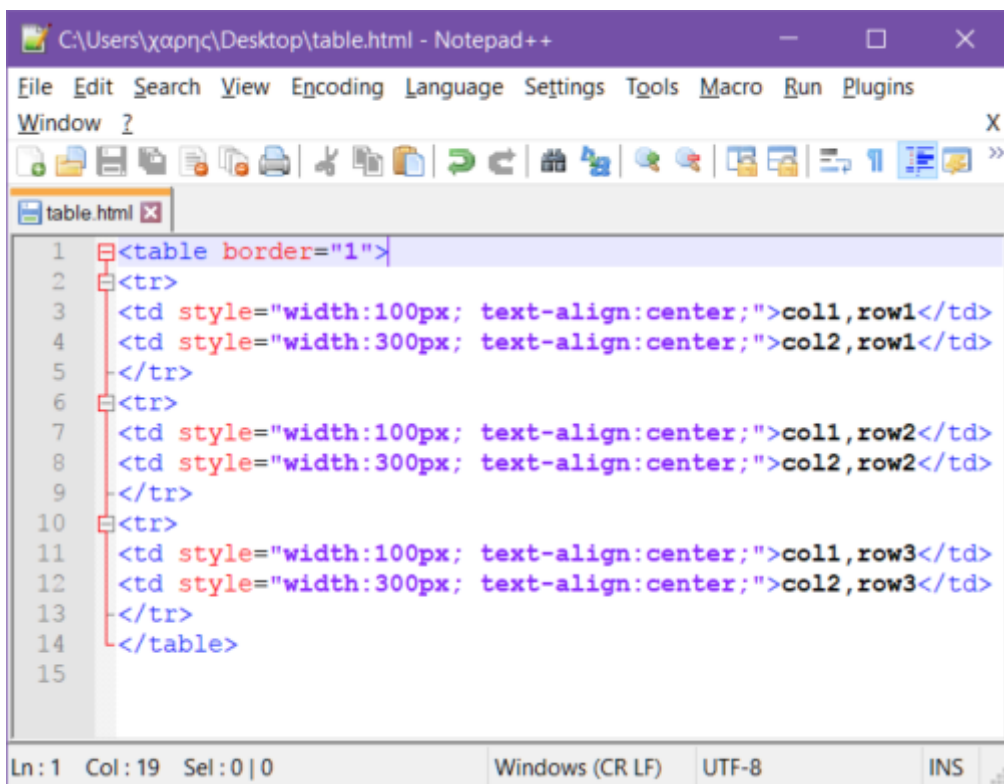 C:\Users\χαρης\Desktop\table.html - Notepad++
File Edit Search View Encoding Language Settings Tools Macro Run Plugins
Window ? X
table.html
1 <table border="1">
2 <tr>
3 <td style="width:100px; text-align:center;">col1,row1</td>
4 <td style="width:300px; text-align:center;">col2,row1</td>
5 </tr>
6 <tr>
7 <td style="width:100px; text-align:center;">col1,row2</td>
8 <td style="width:300px; text-align:center;">col2,row2</td>
9 </tr>
10 <tr>
11 <td style="width:100px; text-align:center;">col1,row3</td>
12 <td style="width:300px; text-align:center;">col2,row3</td>
13 </tr>
14 </table>
15
Ln : 1 Col : 19 Sel : 0 | 0 Windows (CR LF) UTF-8 INS